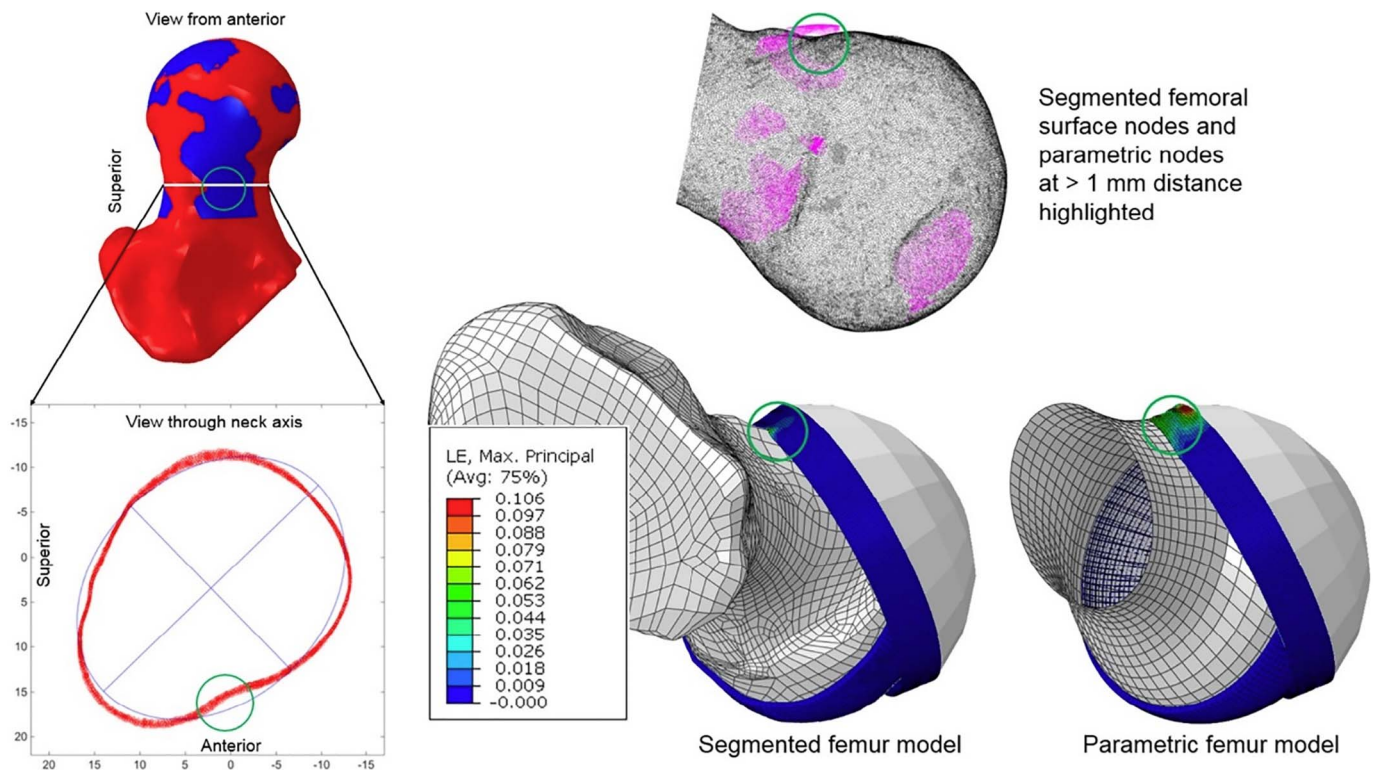 View from anterior
Superior
Segmented femoral
surface nodes and
parametric nodes
at > 1 mm distance
highlighted
View through neck axis
-15
-10
-5
0
5
10
15
20
Superior
Anterior
20 15 10 5 0 -5 -10 -15
LE, Max. Principal
(Avg: 75%)
0.106
0.097
0.088
0.079
0.071
0.062
0.053
0.044
0.035
0.026
0.018
0.009
-0.000
Segmented femur model
Parametric femur model